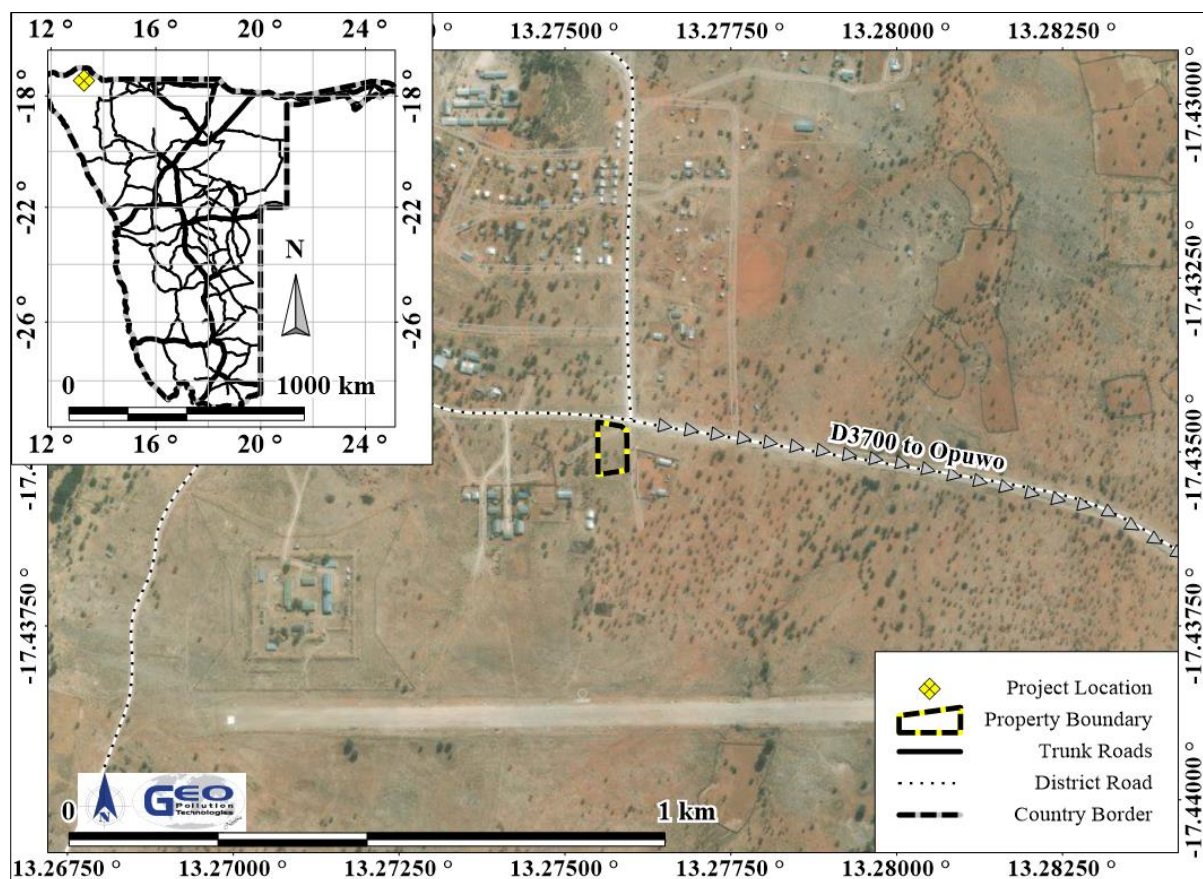 12 ° 16 ° 20 ° 24 °
13.27500 ° 13.27750 ° 13.28000 ° 13.28250 °
-18 -18
-22 -22
-26 -26
N
0 1000 km
12 ° 16 ° 20 ° 24 °
-17.43000 °
-17.43250 °
-17.43500 °
-17.43750 ° -17.43750 °
-17.44000 °
D3700 to Opuwo
Project Location
Property Boundary
Trunk Roads
District Road
Country Border
N
GEO
Pollution
Technologies
0 1 km
13.26750 ° 13.27000 ° 13.27250 ° 13.27500 ° 13.27750 ° 13.28000 ° 13.28250 °